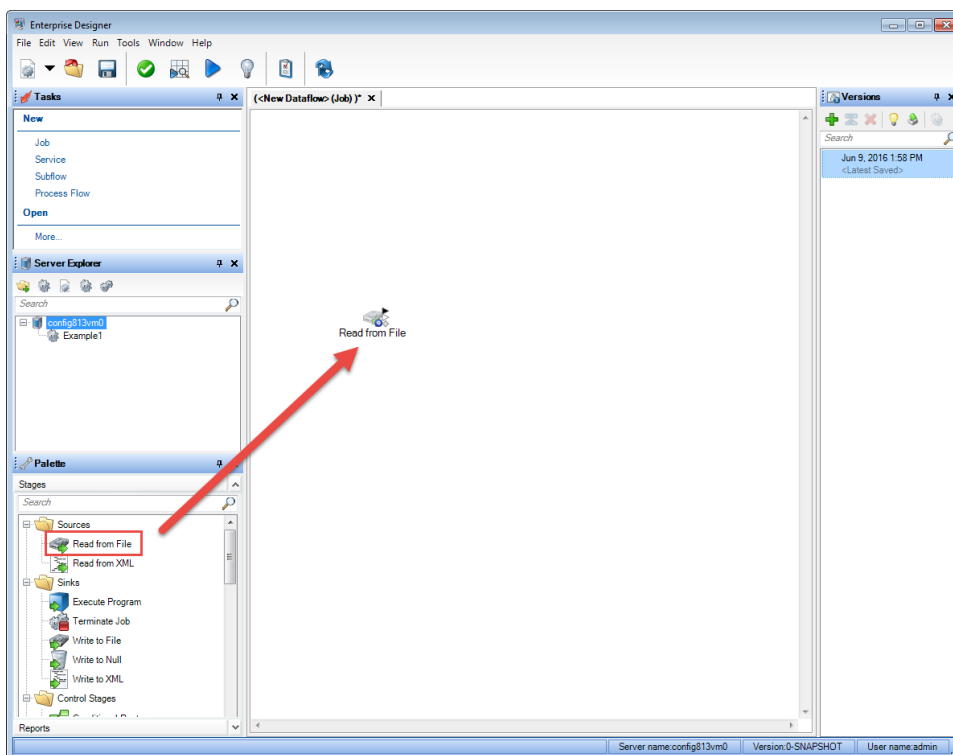 Enterprise Designer
File Edit View Run Tools Window Help
Tasks
New
Job
Service
Subflow
Process Flow
Open
More...
Server Explorer
Search
config813vm0
Example1
Palette
Stages
Search
Sources
Read from File
Read from XML
Sinks
Execute Program
Terminate Job
Write to File
Write to Null
Write to XML
Control Stages
Reports
(<New Dataflow> (Job) )*
Read from File
Versions
Search
Jun 9, 2016 1:58 PM
<Latest Saved>
Server name:config813vm0 Version:0-SNAPSHOT User name:admin